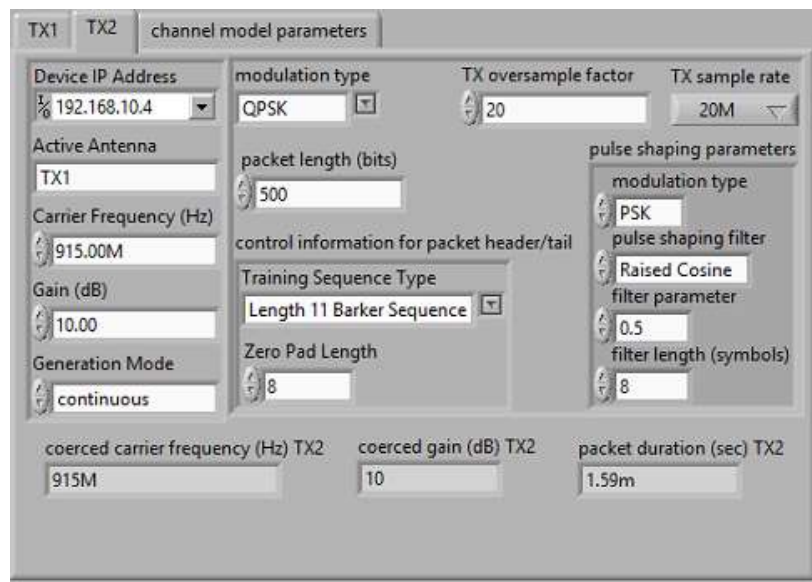 TX1 TX2 channel model parameters
Device IP Address
192.168.10.4
Active Antenna
TX1
Carrier Frequency (Hz)
915.00M
Gain (dB)
10.00
Generation Mode
continuous
modulation type
QPSK
packet length (bits)
500
control information for packet header/tail
Training Sequence Type
Length 11 Barker Sequence
Zero Pad Length
8
TX oversample factor
20
TX sample rate
20M
pulse shaping parameters
modulation type
PSK
pulse shaping filter
Raised Cosine
filter parameter
0.5
filter length (symbols)
8
coerced carrier frequency (Hz) TX2
915M
coerced gain (dB) TX2
10
packet duration (sec) TX2
1.59m